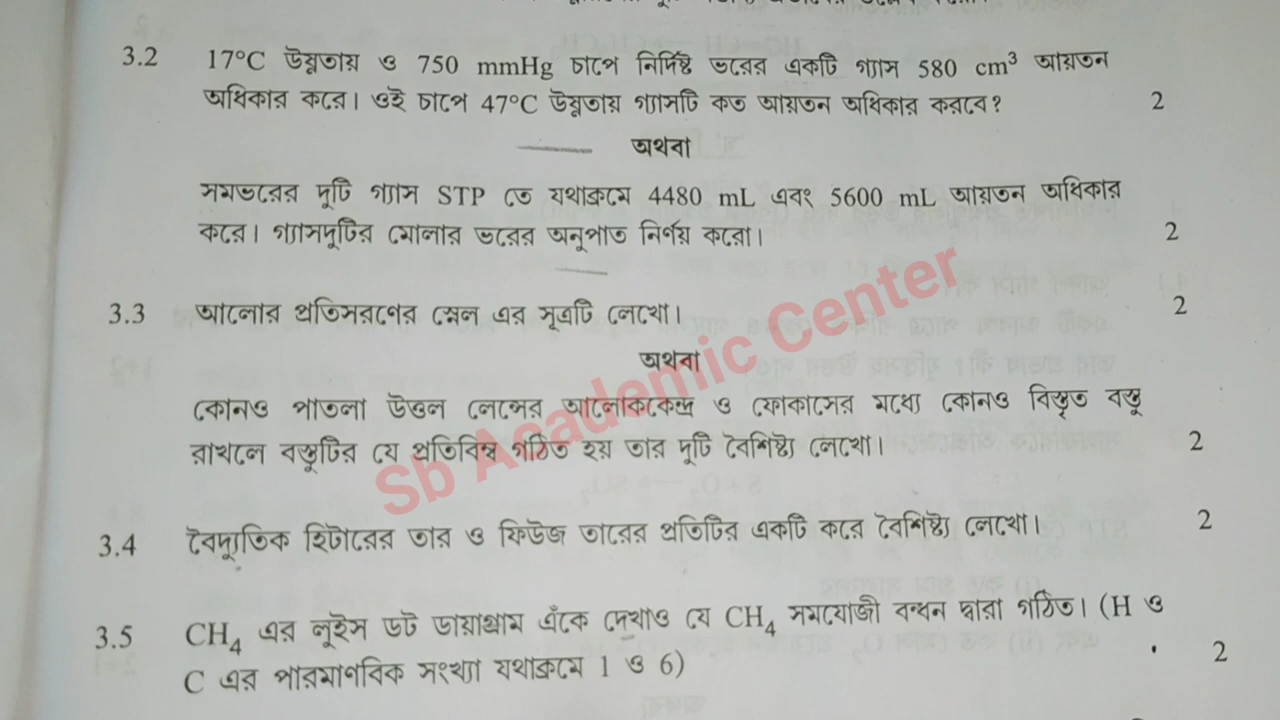 3.2 17°C উষ্ণতায় ও 750 mmHg চাপে নির্দিষ্ট ভরের একটি গ্যাস 580 cm³ আয়তন
অধিকার করে। ওই চাপে 47°C উষ্ণতায় গ্যাসটি কত আয়তন অধিকার করবে? 2
অথবা
সমভরের দুটি গ্যাস STP তে যথাক্রমে 4480 mL এবং 5600 mL আয়তন অধিকার
করে। গ্যাসদুটির মোলার ভরের অনুপাত নির্ণয় করো। 2
3.3 আলোর প্রতিসরণের স্নেল এর সূত্রটি লেখো। 2
অথবা
কোনও পাতলা উত্তল লেন্সের আলোককেন্দ্র ও ফোকাসের মধ্যে কোনও বিস্তৃত বস্তু
রাখলে বস্তুটির যে প্রতিবিম্ব গঠিত হয় তার দুটি বৈশিষ্ট্য লেখো। 2
3.4 বৈদ্যুতিক হিটারের তার ও ফিউজ তারের প্রতিটির একটি করে বৈশিষ্ট্য লেখো। 2
3.5 CH₄ এর লুইস ডট ডায়াগ্রাম এঁকে দেখাও যে CH₄ সমযোজী বন্ধন দ্বারা গঠিত। (H ও
C এর পারমাণবিক সংখ্যা যথাক্রমে 1 ও 6) 2
Sb Academic Center